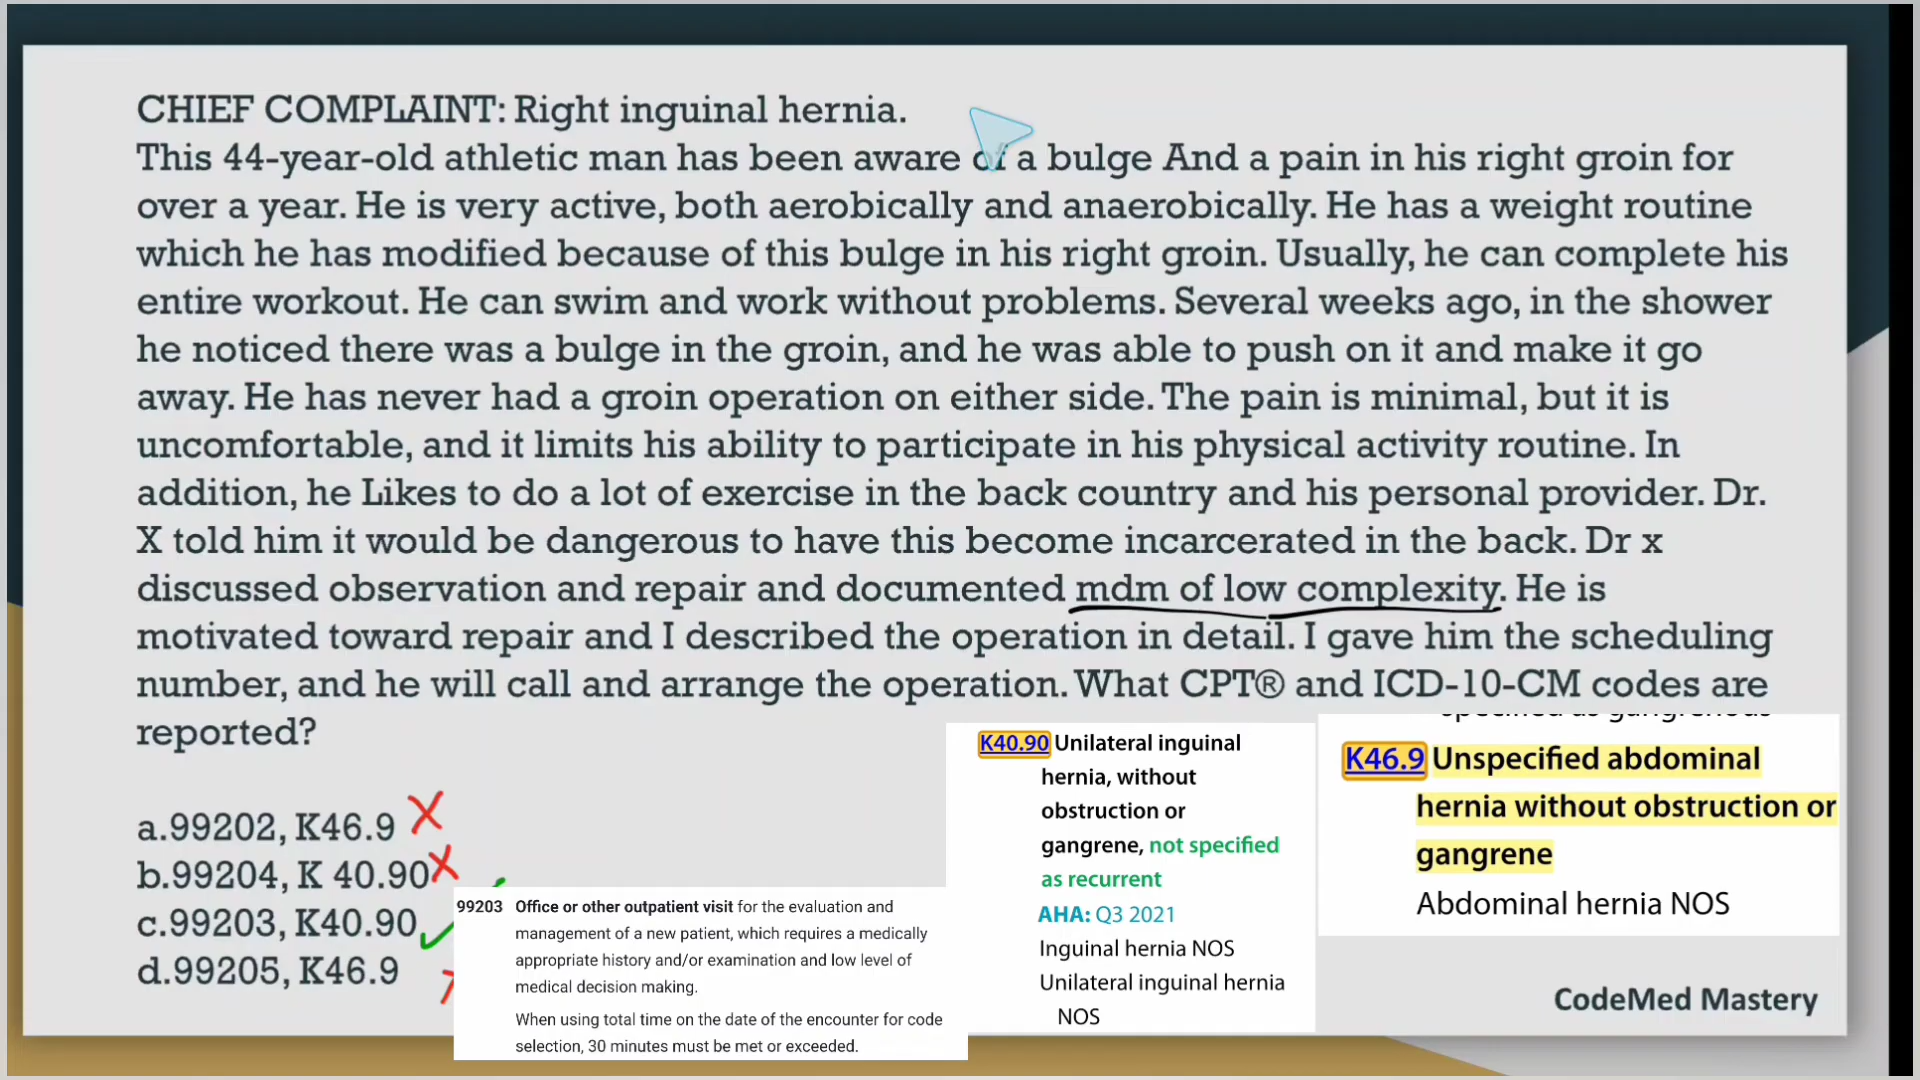 CHIEF COMPLAINT: Right inguinal hernia.
This 44-year-old athletic man has been aware of a bulge And a pain in his right groin for
over a year. He is very active, both aerobically and anaerobically. He has a weight routine
which he has modified because of this bulge in his right groin. Usually, he can complete his
entire workout. He can swim and work without problems. Several weeks ago, in the shower
he noticed there was a bulge in the groin, and he was able to push on it and make it go
away. He has never had a groin operation on either side. The pain is minimal, but it is
uncomfortable, and it limits his ability to participate in his physical activity routine. In
addition, he Likes to do a lot of exercise in the back country and his personal provider. Dr.
X told him it would be dangerous to have this become incarcerated in the back. Dr x
discussed observation and repair and documented mdm of low complexity. He is
motivated toward repair and I described the operation in detail. I gave him the scheduling
number, and he will call and arrange the operation. What CPT® and ICD-10-CM codes are
reported?
a.99202, K46.9
b.99204, K 40.90
c.99203, K40.90
d.99205, K46.9
99203 Office or other outpatient visit for the evaluation and
management of a new patient, which requires a medically
appropriate history and/or examination and low level of
medical decision making.
When using total time on the date of the encounter for code
selection, 30 minutes must be met or exceeded.
K40.90 Unilateral inguinal
hernia, without
obstruction or
gangrene, not specified
as recurrent
AHA: Q3 2021
Inguinal hernia NOS
Unilateral inguinal hernia
NOS
K46.9 Unspecified abdominal
hernia without obstruction or
gangrene
Abdominal hernia NOS
CodeMed Mastery